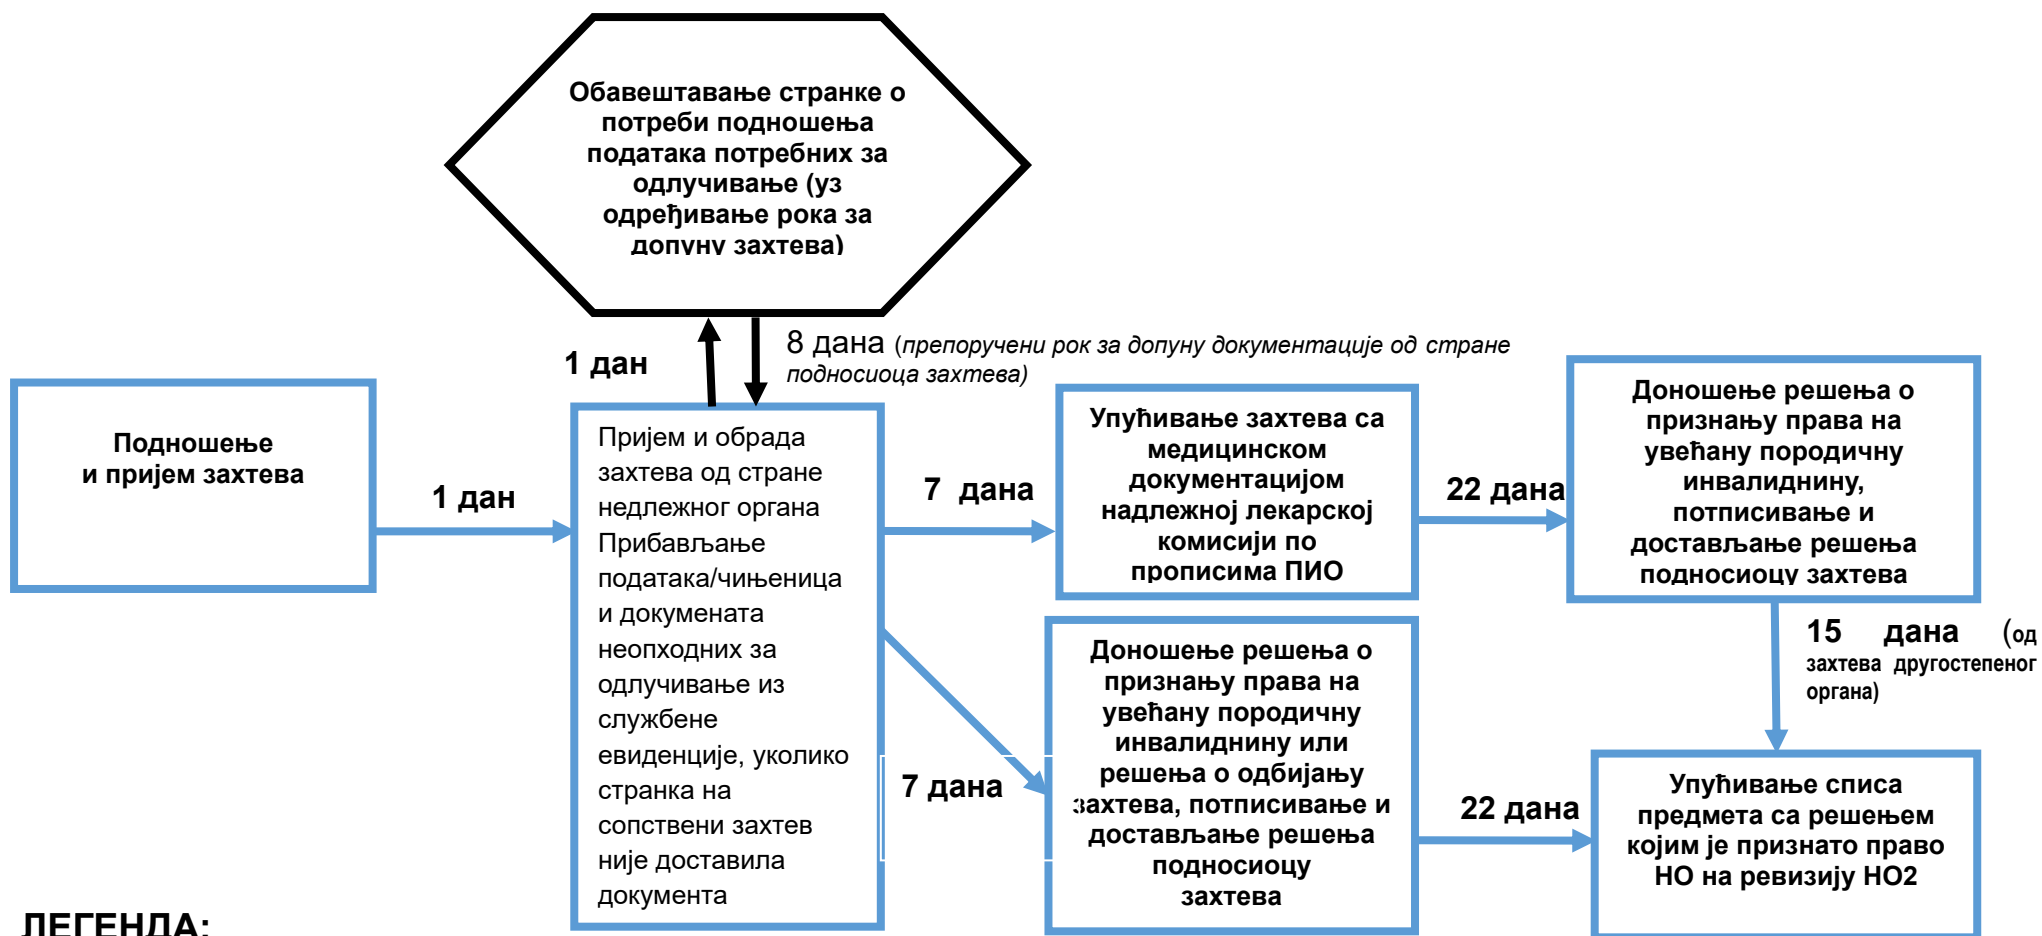 Обавештавање странке о
потреби подношења
података потребних за
одлучивање (уз
одређивање рока за
допуну захтева)
1 дан
8 дана (препоручени рок за допуну документације од стране
подносиоца захтева)
Подношење
и пријем захтева
1 дан
Пријем и обрада
захтева од стране
недлежног органа
Прибављање
података/чињеница
и докумената
неопходних за
одлучивање из
службене
евиденције, уколико
странка на
сопствени захтев
није доставила
документа
7 дана
Упућивање захтева са
медицинском
документацијом
надлежној лекарској
комисији по
прописима ПИО
22 дана
Доношење решења о
признању права на
увећану породичну
инвалиднину,
потписивање и
достављање решења
подносиоцу захтева
15 дана (од
захтева другостепеног
органа)
7 дана
Доношење решења о
признању права на
увећану породичну
инвалиднину или
решења о одбијању
захтева, потписивање и
достављање решења
подносиоцу
захтева
22 дана
Упућивање списа
предмета са решењем
којим је признато право
НО на ревизију НО2
ЛЕГЕНДА: